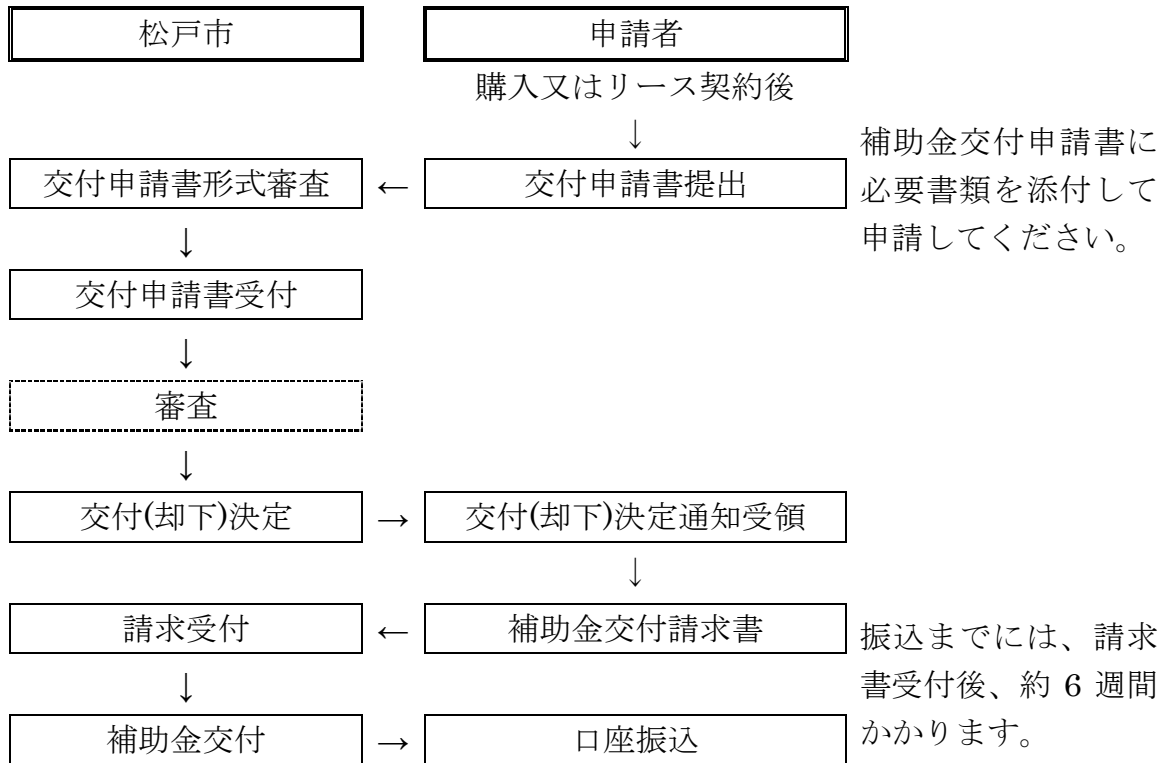 松戸市 申請者
購入又はリース契約後
↓
交付申請書形式審査 ← 交付申請書提出
補助金交付申請書に
必要書類を添付して
申請してください。
↓
交付申請書受付
↓
審査
↓
交付(却下)決定 → 交付(却下)決定通知受領
↓
請求受付 ← 補助金交付請求書
振込までには、請求
書受付後、約 6 週間
かかります。
↓
補助金交付 → 口座振込